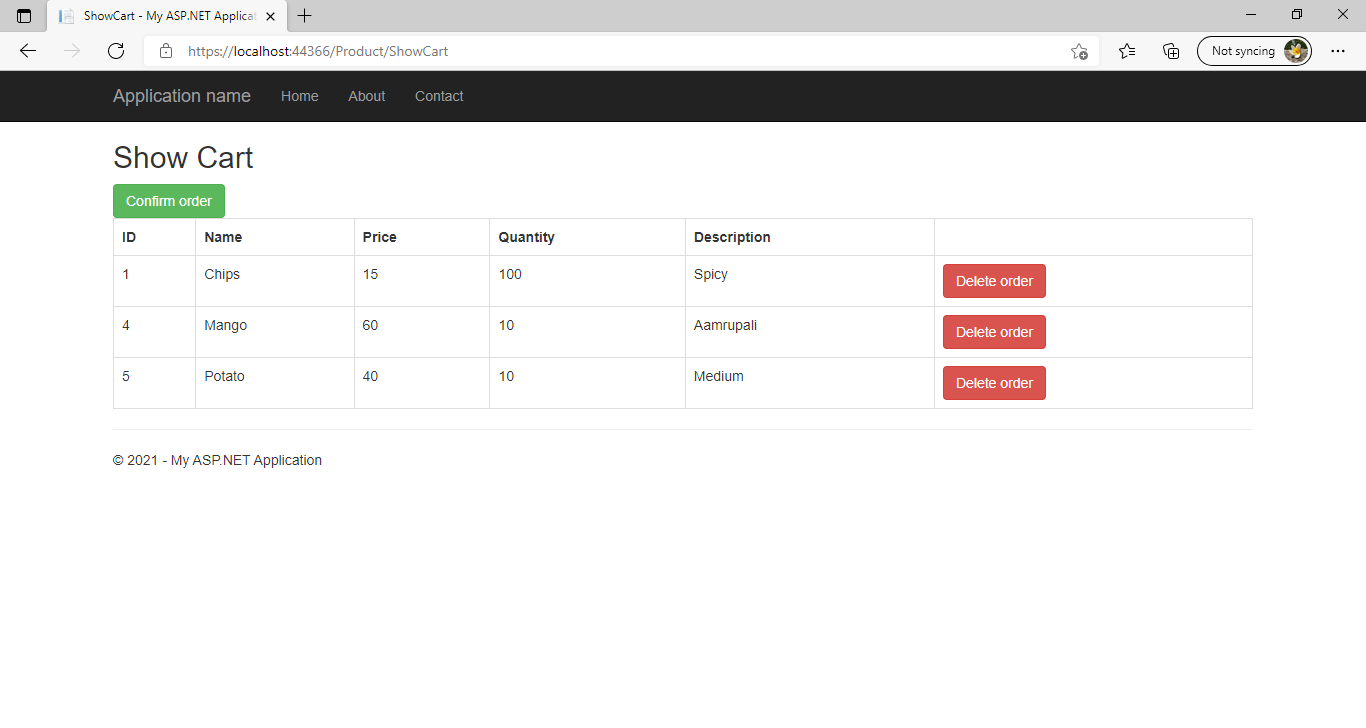 ShowCart - My ASP.NET Applicat
https://localhost:44366/Product/ShowCart
Not syncing
Application name Home About Contact
Show Cart
Confirm order
ID Name Price Quantity Description
1 Chips 15 100 Spicy Delete order
4 Mango 60 10 Aamrupali Delete order
5 Potato 40 10 Medium Delete order
© 2021 - My ASP.NET Application